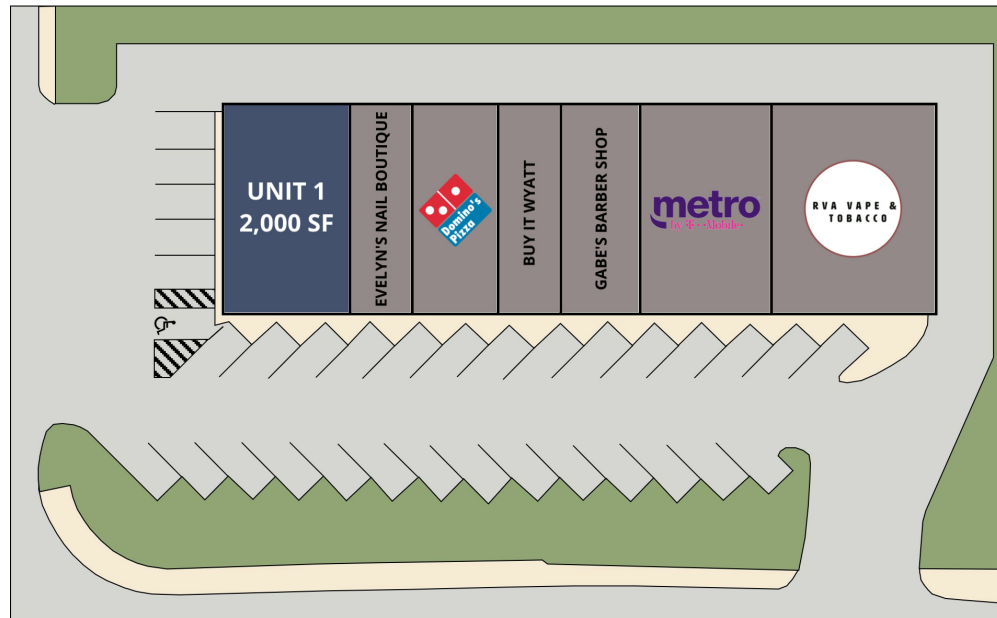 UNIT 1
2,000 SF
EVELYN'S NAIL BOUTIQUE
Domino's
Pizza
BUY IT WYATT
GABE'S BARBER SHOP
metro
by T-Mobile
RVA VAPE &
TOBACCO